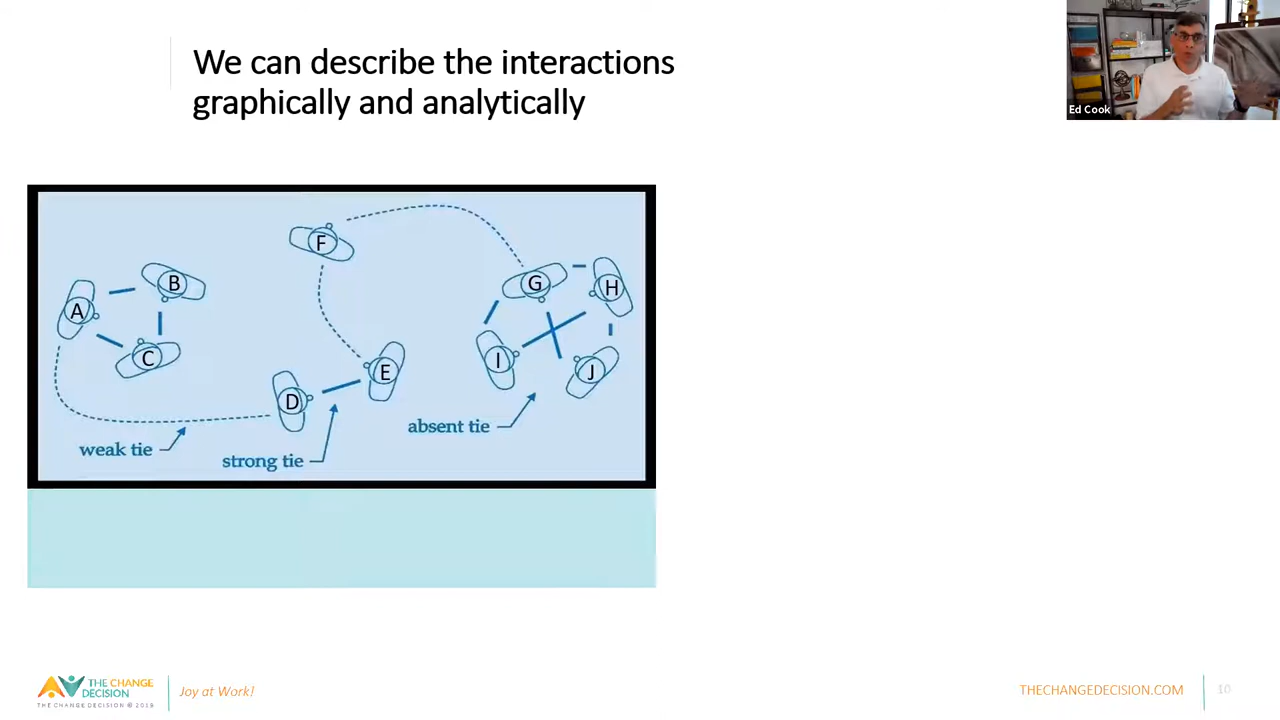 We can describe the interactions
graphically and analytically
Ed Cook
F
B
G
H
A
C
I
J
E
D
absent tie
weak tie
strong tie
THE CHANGE
DECISION
THE CHANGE DECISION © 2019
Joy at Work!
THECHANGEDECISION.COM
10